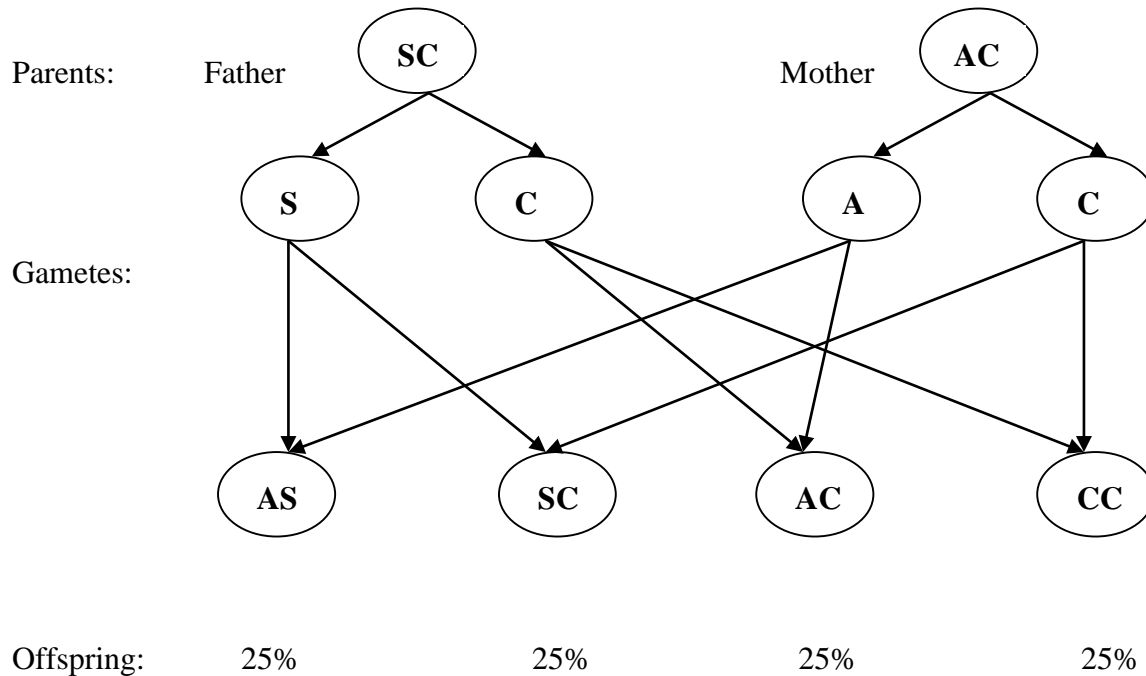 SC AC
Parents: Father Mother
S C A C
Gametes:
AS SC AC CC
Offspring: 25% 25% 25% 25%